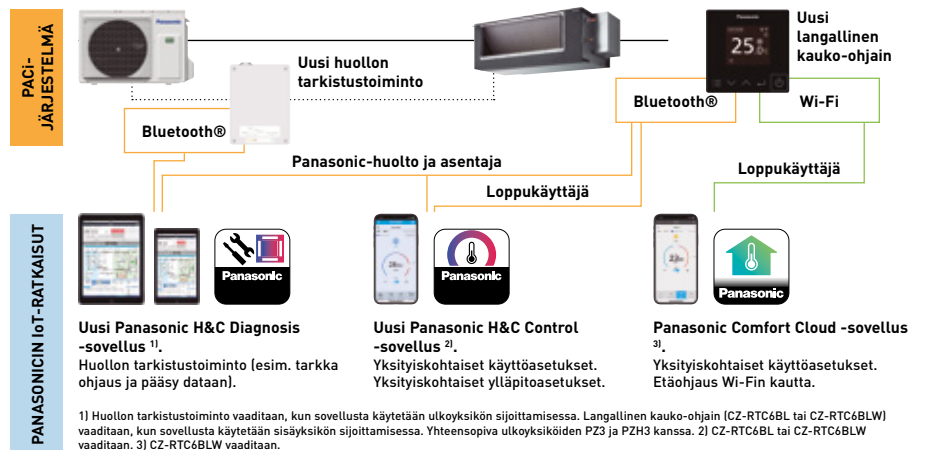 PACi-
JÄRJESTELMÄ
Panasonic
Uusi huollon
tarkistustoiminto
Panasonic
25
Uusi
langallinen
kauko-ohjain
Bluetooth®
Bluetooth®
Wi-Fi
Panasonic-huolto ja asentaja
Loppukäyttäjä
Loppukäyttäjä
PANASONICIN IoT-RATKAISUT
Panasonic
Panasonic
Panasonic
Uusi Panasonic H&C Diagnosis
-sovellus 1).
Huollon tarkistustoiminto (esim. tarkka
ohjaus ja pääsy dataan).
Uusi Panasonic H&C Control
-sovellus 2).
Yksityiskohtaiset käyttöasetukset.
Yksityiskohtaiset ylläpitoasetukset.
Panasonic Comfort Cloud -sovellus
3).
Yksityiskohtaiset käyttöasetukset.
Etäohjaus Wi-Fin kautta.
1) Huollon tarkistustoiminto vaaditaan, kun sovellusta käytetään ulkoyksikön sijoittamisessa. Langallinen kauko-ohjain (CZ-RTC6BL tai CZ-RTC6BLW)
vaaditaan, kun sovellusta käytetään sisäyksikön sijoittamisessa. Yhteensopiva ulkoyksiköiden PZ3 ja PZH3 kanssa. 2) CZ-RTC6BL tai CZ-RTC6BLW
vaaditaan. 3) CZ-RTC6BLW vaaditaan.